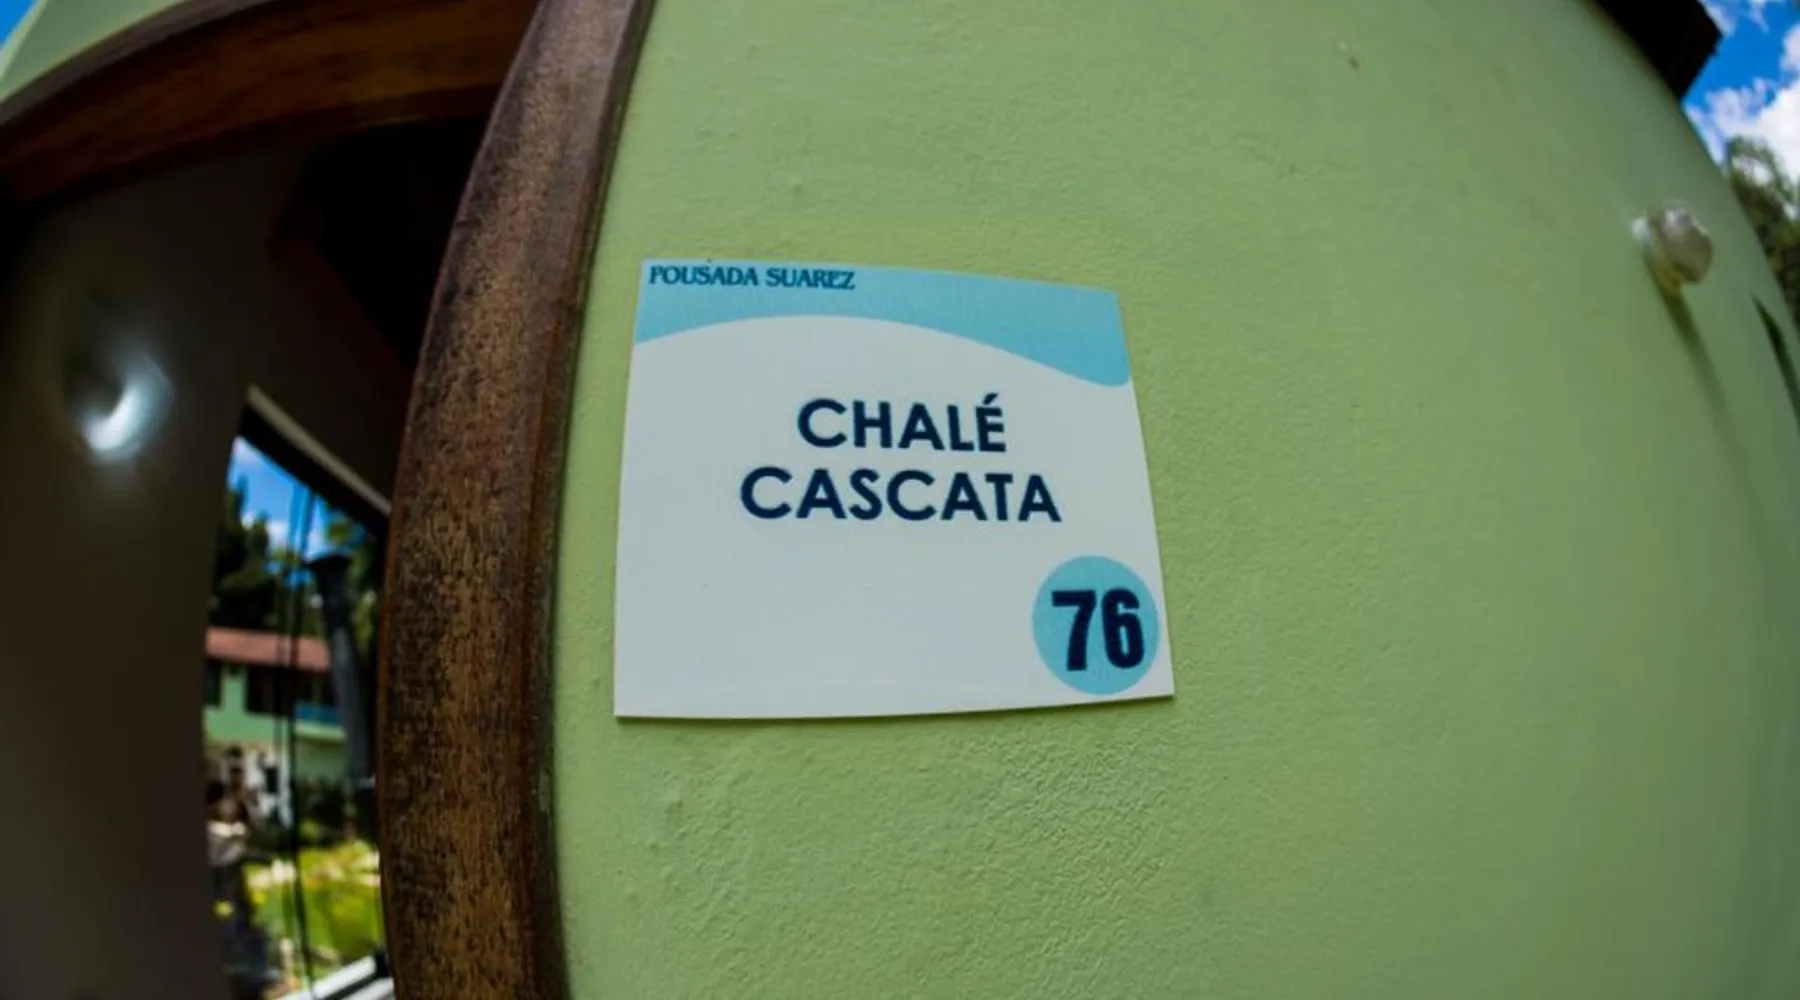 POUSADA SUAREZ
CHALÉ
CASCATA
76